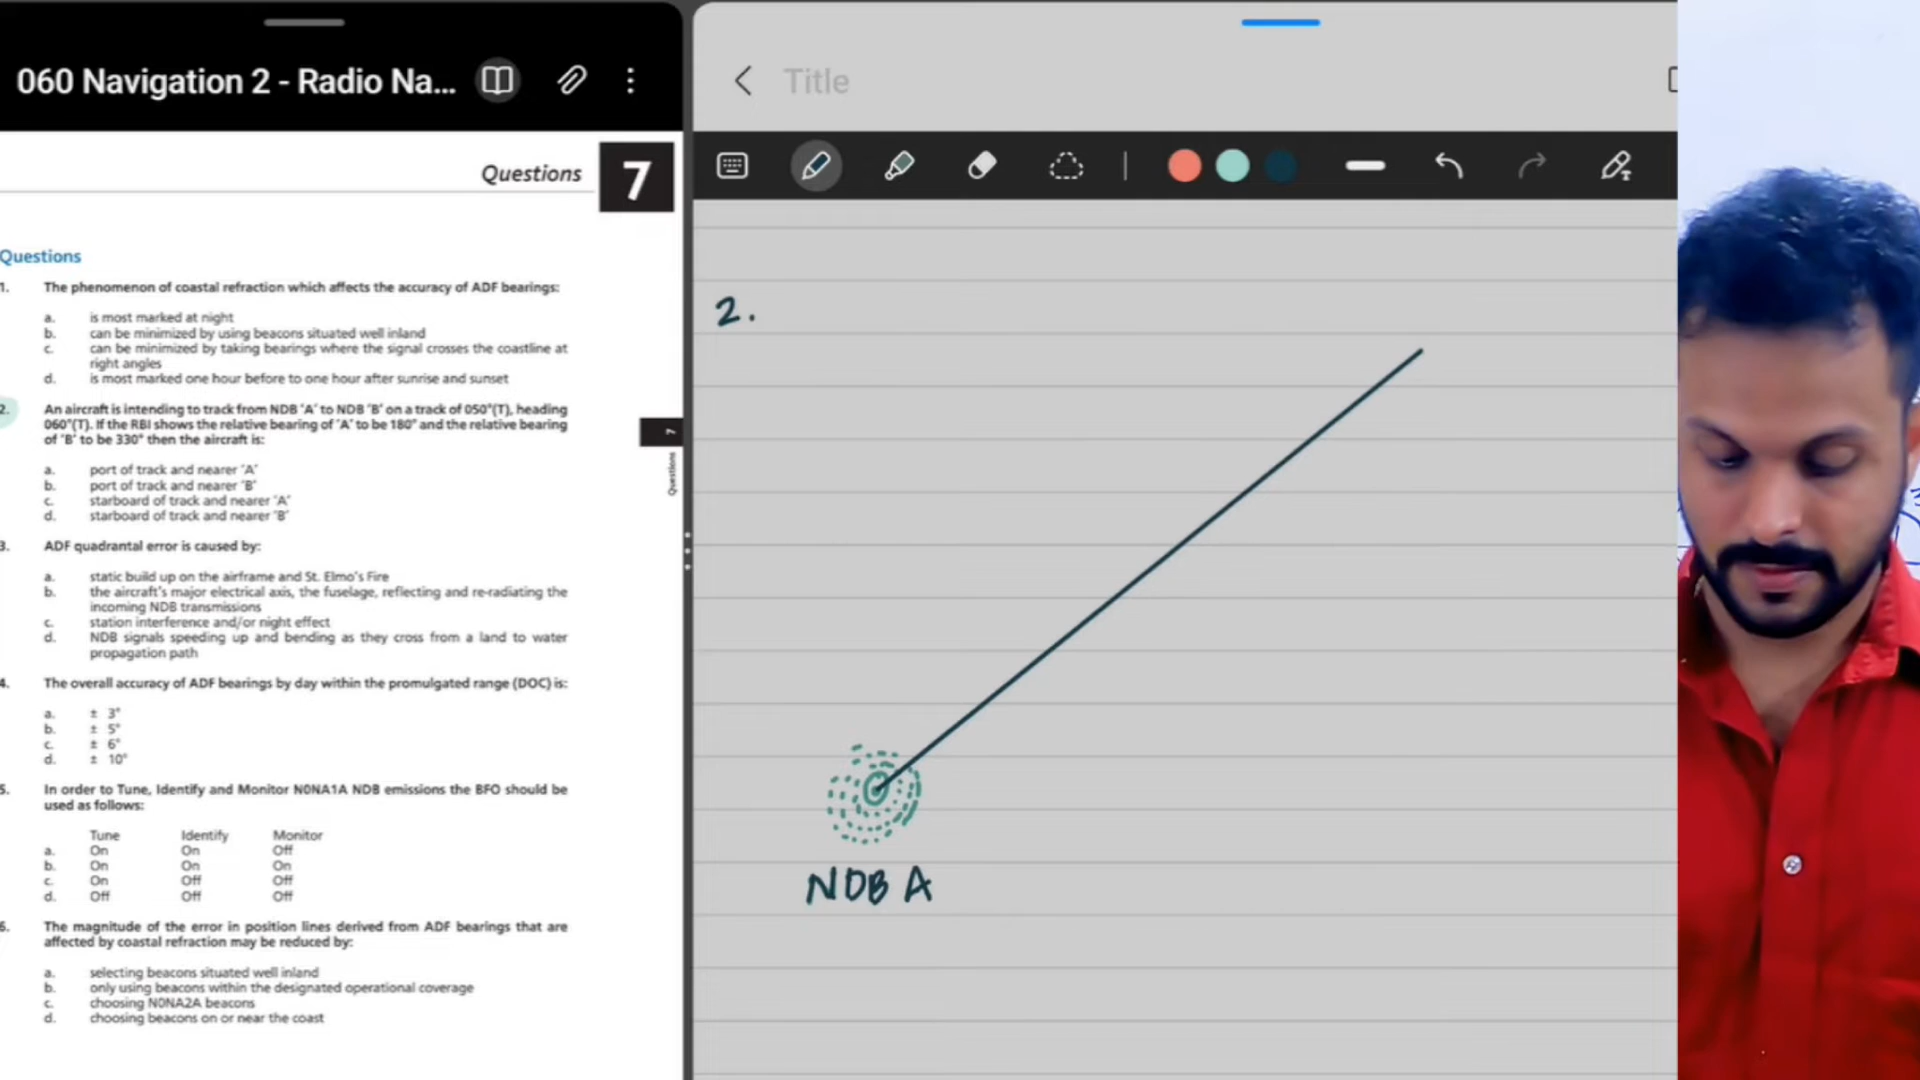 060 Navigation 2 - Radio Na...
Title
Questions
7
Questions
1. The phenomenon of coastal refraction which affects the accuracy of ADF bearings:
a. is most marked at night
b. can be minimized by using beacons situated well inland
c. can be minimized by taking bearings where the signal crosses the coastline at
right angles
d. is most marked one hour before to one hour after sunrise and sunset
2. An aircraft is intending to track from NDB 'A' to NDB 'B' on a track of 050°(T), heading
060°(T). If the RBI shows the relative bearing of 'A' to be 180° and the relative bearing
of 'B' to be 330° then the aircraft is:
a. port of track and nearer 'A'
b. port of track and nearer 'B'
c. starboard of track and nearer 'A'
d. starboard of track and nearer 'B'
7
Questions
3. ADF quadrantal error is caused by:
a. static build up on the airframe and St. Elmo's Fire
b. the aircraft's major electrical axis, the fuselage, reflecting and re-radiating the
incoming NDB transmissions
c. station interference and/or night effect
d. NDB signals speeding up and bending as they cross from a land to water
propagation path
4. The overall accuracy of ADF bearings by day within the promulgated range (DOC) is:
a. ± 3°
b. ± 5°
c. ± 6°
d. ± 10°
5. In order to Tune, Identify and Monitor N0NA1A NDB emissions the BFO should be
used as follows:
Tune Identify Monitor
a. On On Off
b. On On On
c. On Off Off
d. Off Off Off
6. The magnitude of the error in position lines derived from ADF bearings that are
affected by coastal refraction may be reduced by:
a. selecting beacons situated well inland
b. only using beacons within the designated operational coverage
c. choosing N0NA2A beacons
d. choosing beacons on or near the coast
2.
NDB A